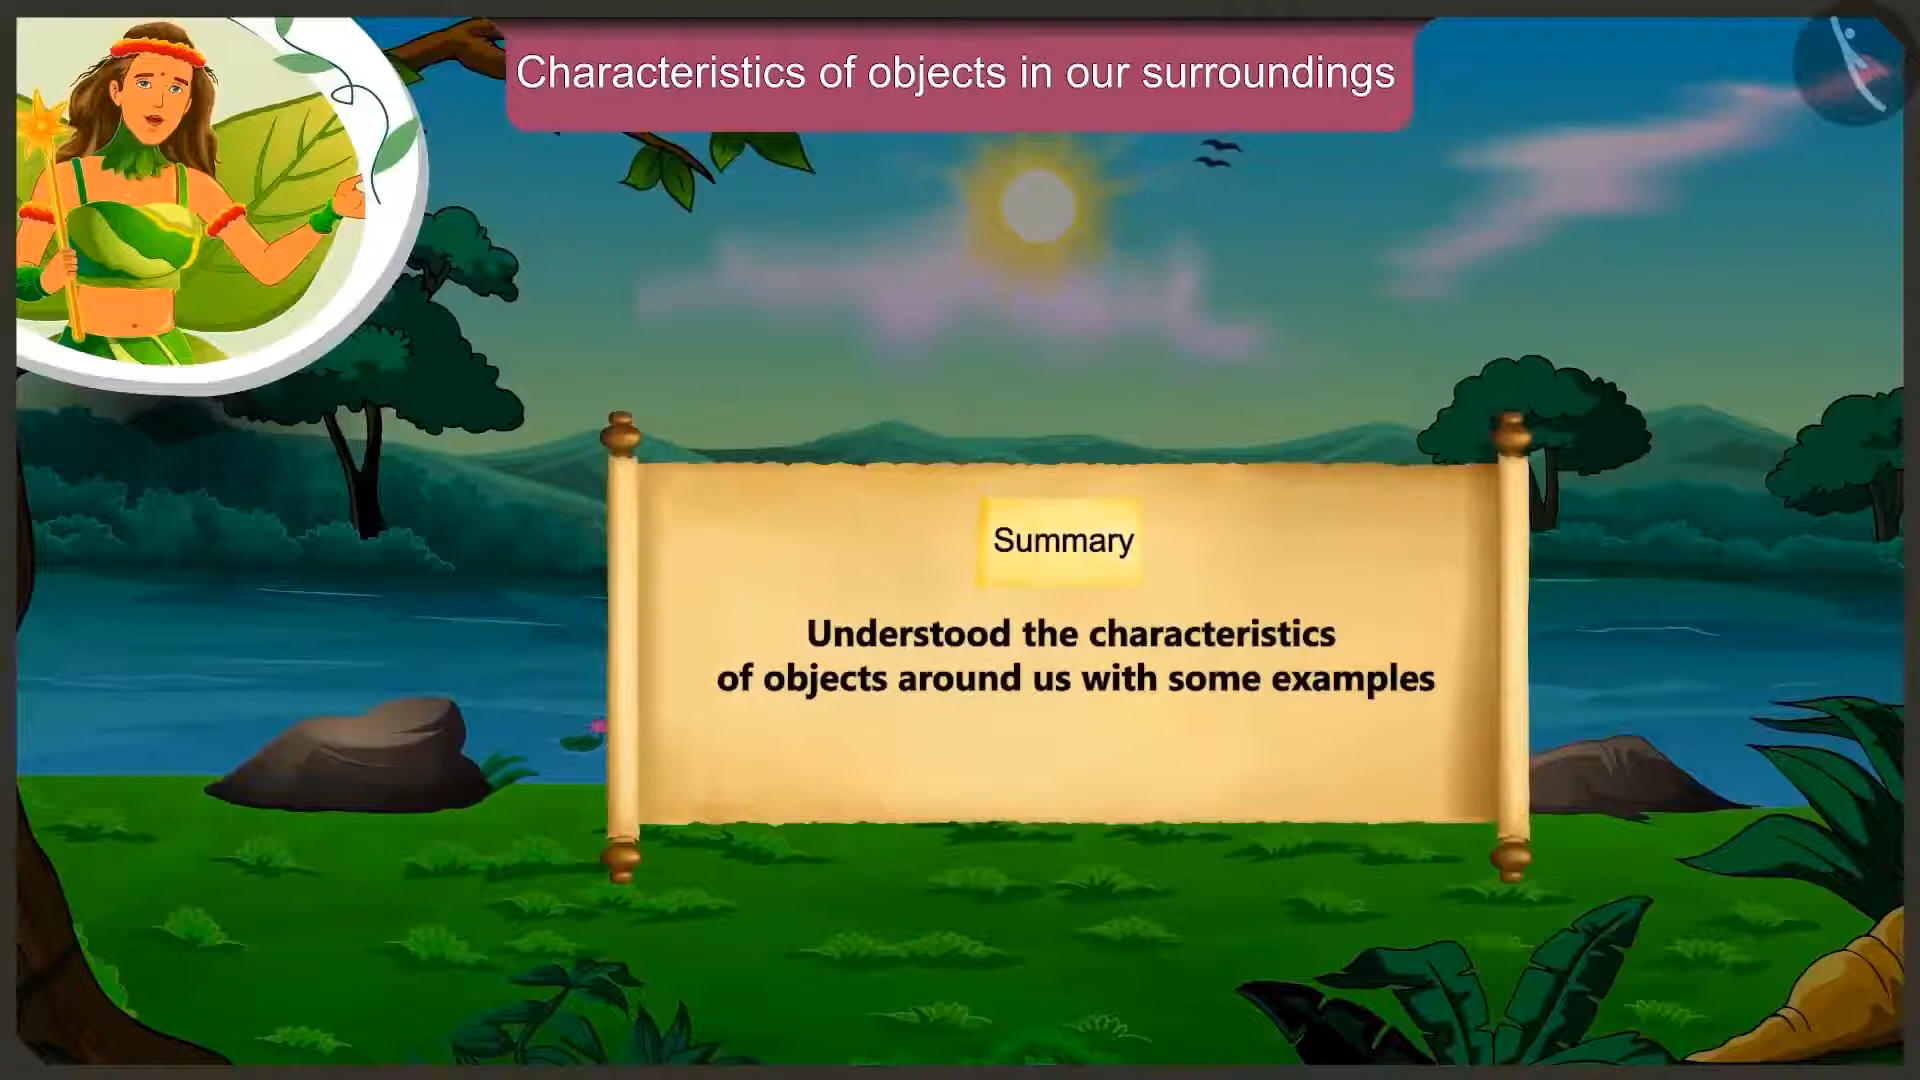 Characteristics of objects in our surroundings
Summary
Understood the characteristics
of objects around us with some examples